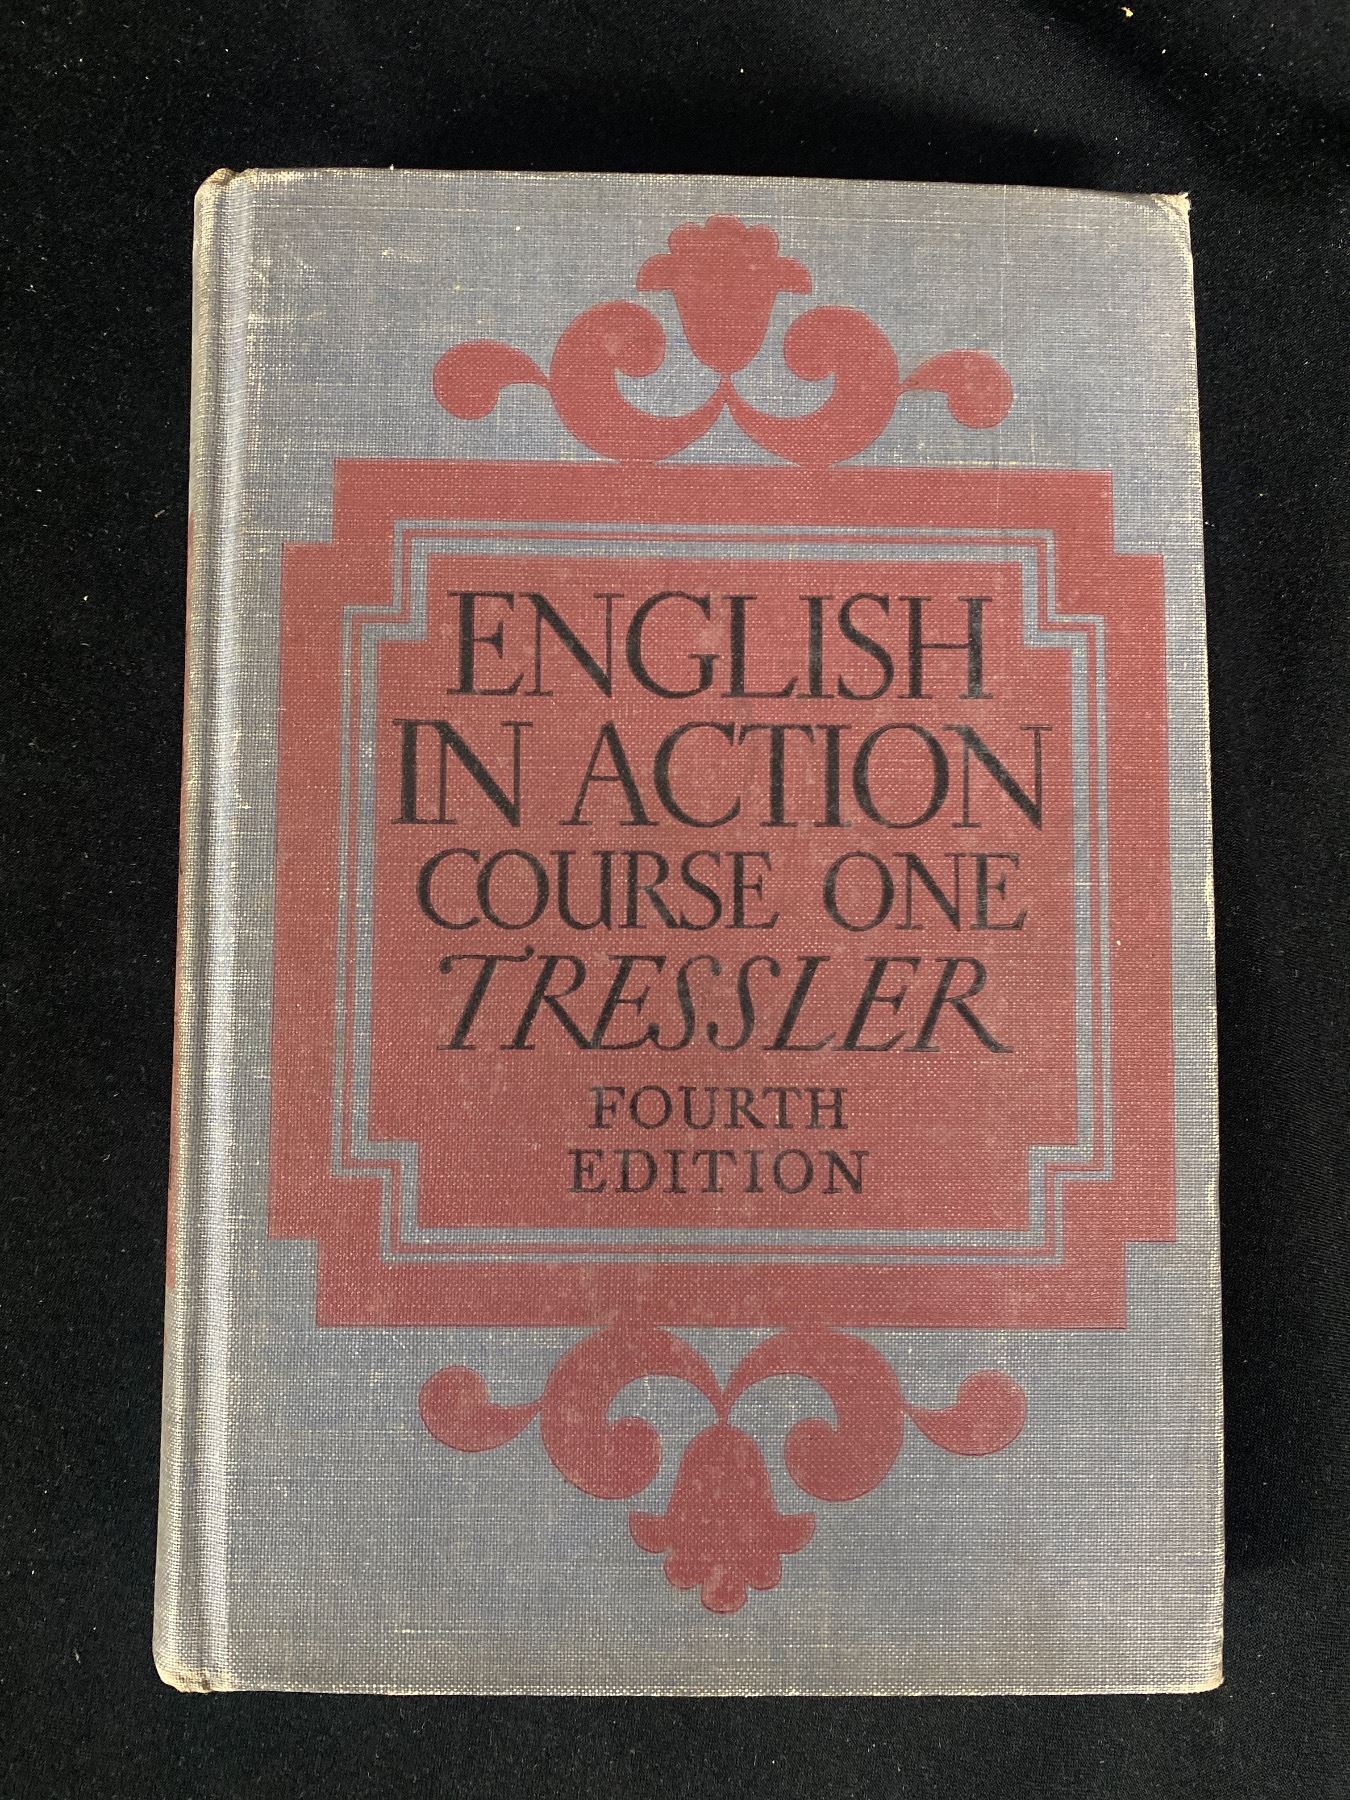 ENGLISH
IN ACTION
COURSE ONE
TRESSLER
FOURTH
EDITION